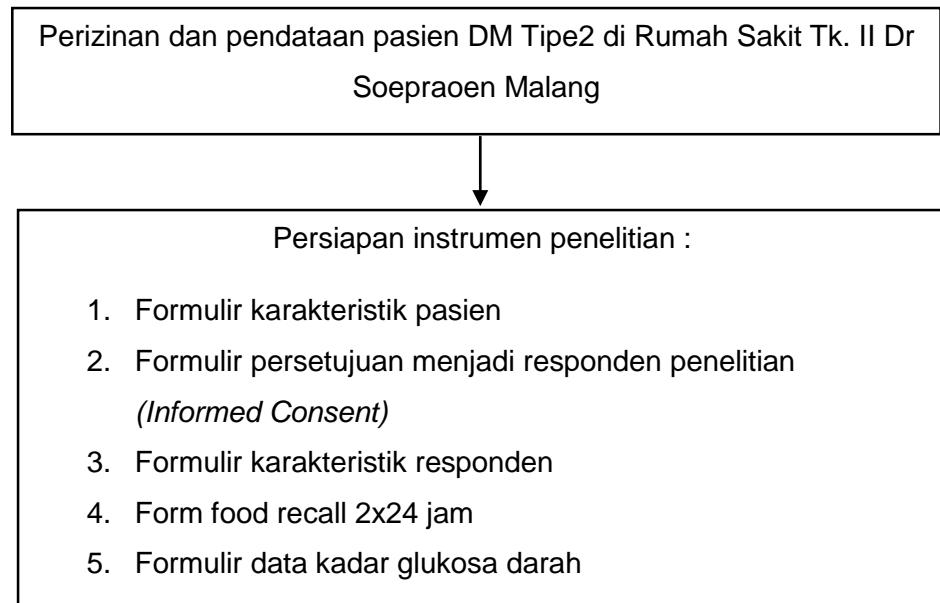 Perizinan dan pendataan pasien DM Tipe2 di Rumah Sakit Tk. II Dr
Soepraoen Malang
Persiapan instrumen penelitian :
1. Formulir karakteristik pasien
2. Formulir persetujuan menjadi responden penelitian
(Informed Consent)
3. Formulir karakteristik responden
4. Form food recall 2x24 jam
5. Formulir data kadar glukosa darah